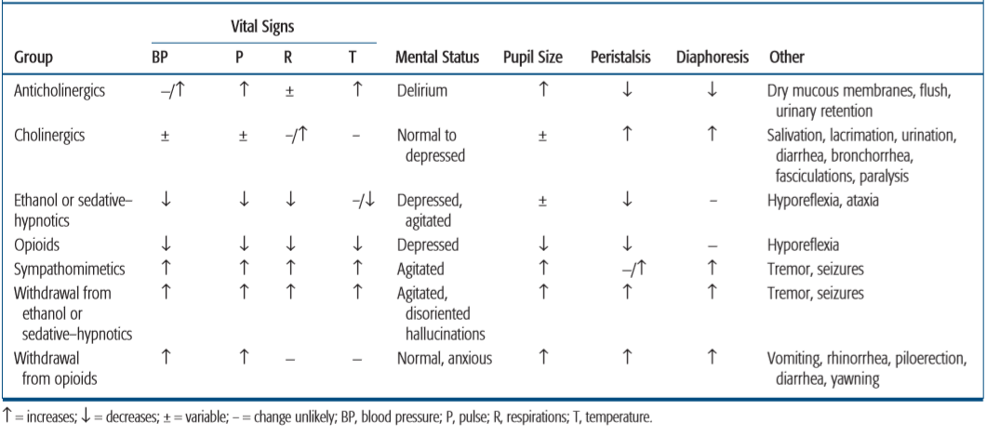 Vital Signs
Group BP P R T Mental Status Pupil Size Peristalsis Diaphoresis Other
Anticholinergics –/↑ ↑ ± ↑ Delirium ↑ ↓ ↓ Dry mucous membranes, flush,
urinary retention
Cholinergics ± ± –/↑ – Normal to ± ↑ ↑ Salivation, lacrimation, urination,
depressed diarrhea, bronchorrhea,
fasciculations, paralysis
Ethanol or sedative– ↓ ↓ ↓ –/↓ Depressed, ± ↓ – Hyporeflexia, ataxia
hypnotics agitated
Opioids ↓ ↓ ↓ ↓ Depressed ↓ ↓ – Hyporeflexia
Sympathomimetics ↑ ↑ ↑ ↑ Agitated ↑ –/↑ ↑ Tremor, seizures
Withdrawal from ↑ ↑ ↑ ↑ Agitated, ↑ ↑ ↑ Tremor, seizures
ethanol or disoriented
sedative–hypnotics hallucinations
Withdrawal ↑ ↑ – – Normal, anxious ↑ ↑ ↑ Vomiting, rhinorrhea, piloerection,
from opioids diarrhea, yawning
↑ = increases; ↓ = decreases; ± = variable; – = change unlikely; BP, blood pressure; P, pulse; R, respirations; T, temperature.